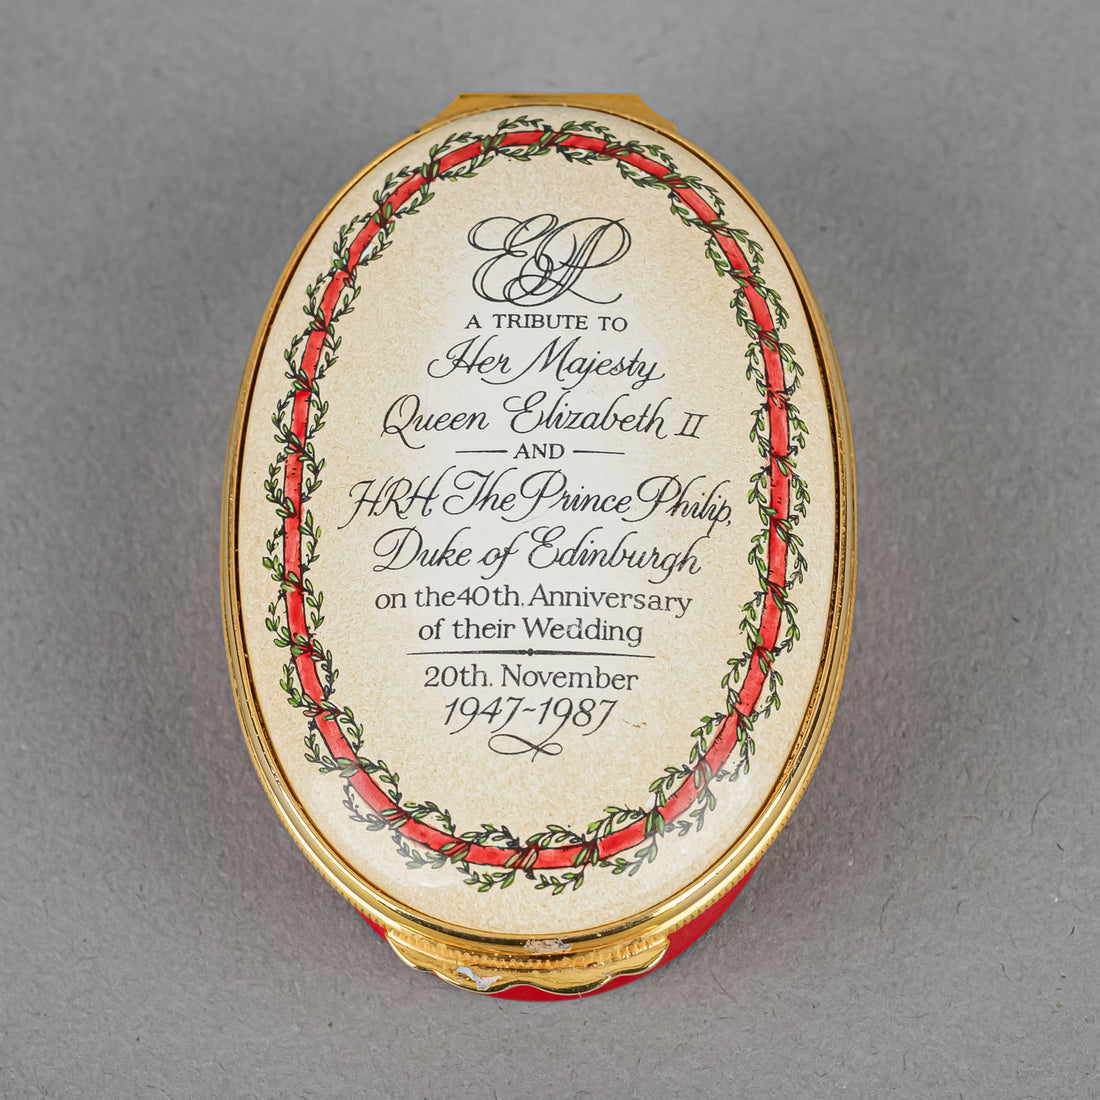 EP
A TRIBUTE TO
Her Majesty
Queen Elizabeth II
AND
HRH. The Prince Philip,
Duke of Edinburgh
on the 40th. Anniversary
of their Wedding
20th. November
1947~1987